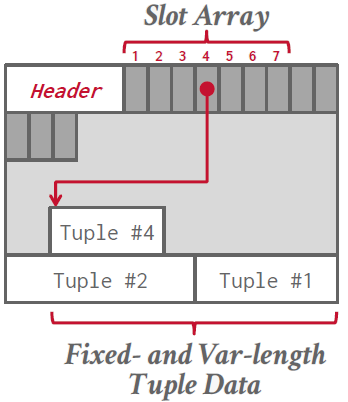 Slot Array
1 2 3 4 5 6 7
Header
Tuple #4
Tuple #2 Tuple #1
Fixed- and Var-length
Tuple Data